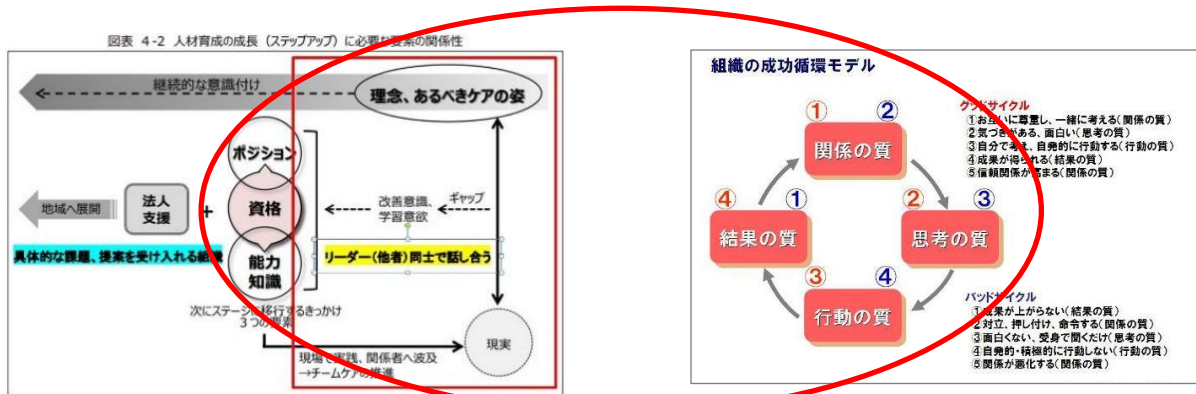 図表 4-2 人材育成の成長（ステップアップ）に必要な要素の関係性
継続的な意識付け
理念、あるべきケアの姿
ポジション
資格
能力
知識
地域へ展開
法人
支援
+
改善意識、
学習意欲
ギャップ
具体的な課題、提案を受け入れる組織
リーダー（他者）同士で話し合う
次にステージに移行するきっかけ
3つの要素
現実
現場で実践、関係者へ波及
→チームケアの推進
組織の成功循環モデル
① ②
関係の質
② ③
思考の質
③ ④
行動の質
④ ①
結果の質
グッドサイクル
①お互いに尊重し、一緒に考える（関係の質）
②気づきがある、面白い（思考の質）
③自分で考え、自発的に行動する（行動の質）
④成果が得られる（結果の質）
⑤信頼関係が高まる（関係の質）
バッドサイクル
①成果が上がらない（結果の質）
②対立、押し付け、命令する（関係の質）
③面白くない、受身で聞くだけ（思考の質）
④自発的・積極的に行動しない（行動の質）
⑤関係が悪化する（関係の質）